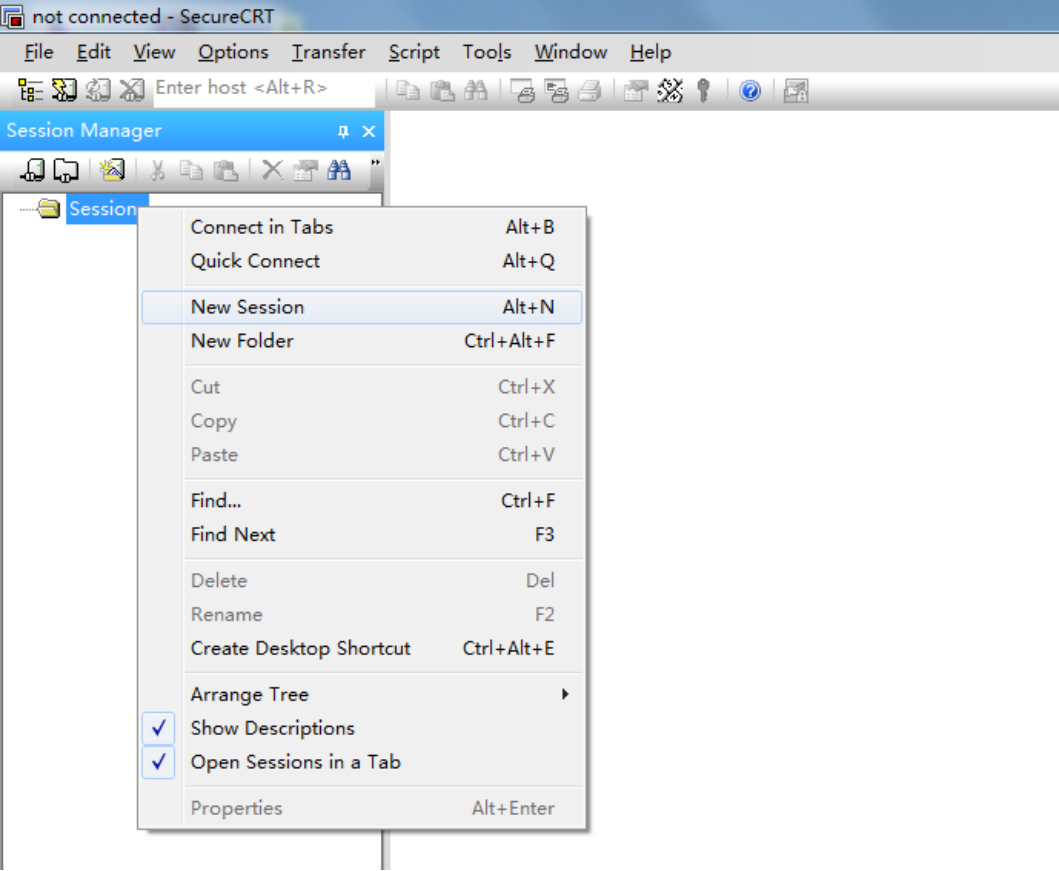 not connected - SecureCRT
File Edit View Options Transfer Script Tools Window Help
Enter host <Alt+R>
Session Manager
Session
Connect in Tabs Alt+B
Quick Connect Alt+Q
New Session Alt+N
New Folder Ctrl+Alt+F
Cut Ctrl+X
Copy Ctrl+C
Paste Ctrl+V
Find... Ctrl+F
Find Next F3
Delete Del
Rename F2
Create Desktop Shortcut Ctrl+Alt+E
Arrange Tree
Show Descriptions
Open Sessions in a Tab
Properties Alt+Enter